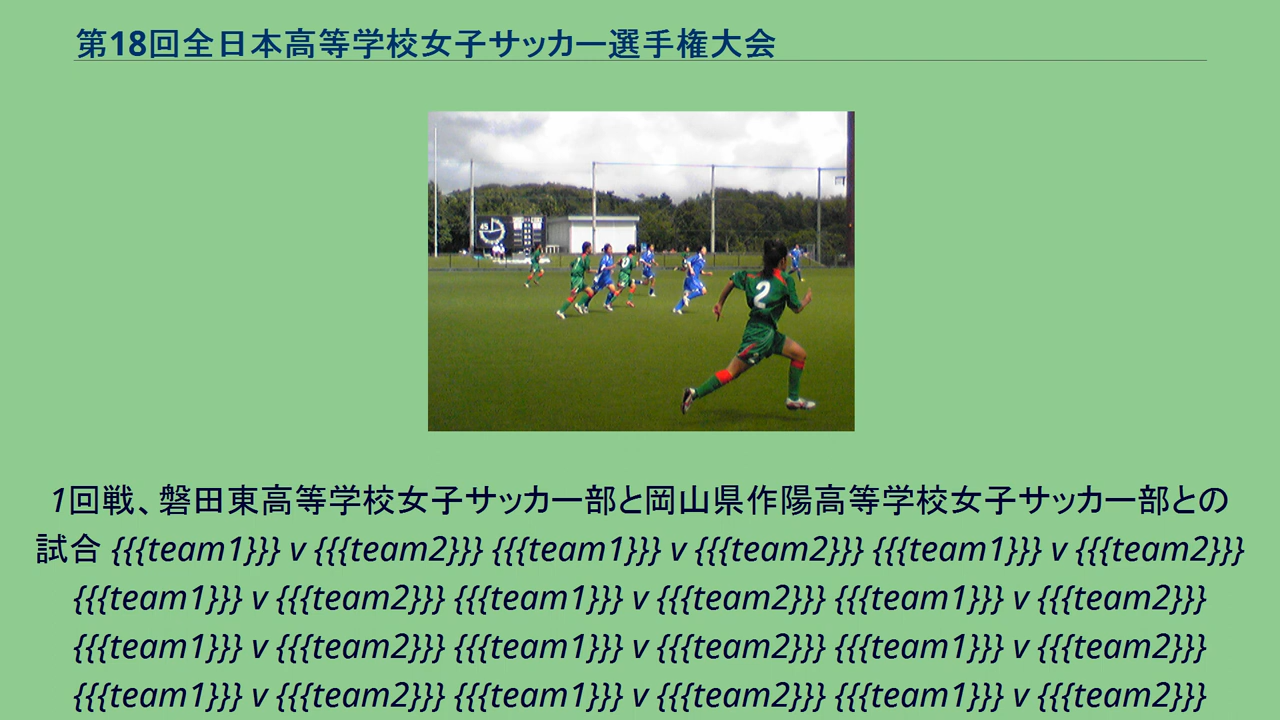 第18回全日本高等学校女子サッカー選手権大会
2
45
1回戦、磐田東高等学校女子サッカー部と岡山県作陽高等学校女子サッカー部との
試合 {{{team1}}} v {{{team2}}} {{{team1}}} v {{{team2}}} {{{team1}}} v {{{team2}}}
{{{team1}}} v {{{team2}}} {{{team1}}} v {{{team2}}} {{{team1}}} v {{{team2}}}
{{{team1}}} v {{{team2}}} {{{team1}}} v {{{team2}}} {{{team1}}} v {{{team2}}}
{{{team1}}} v {{{team2}}} {{{team1}}} v {{{team2}}} {{{team1}}} v {{{team2}}}